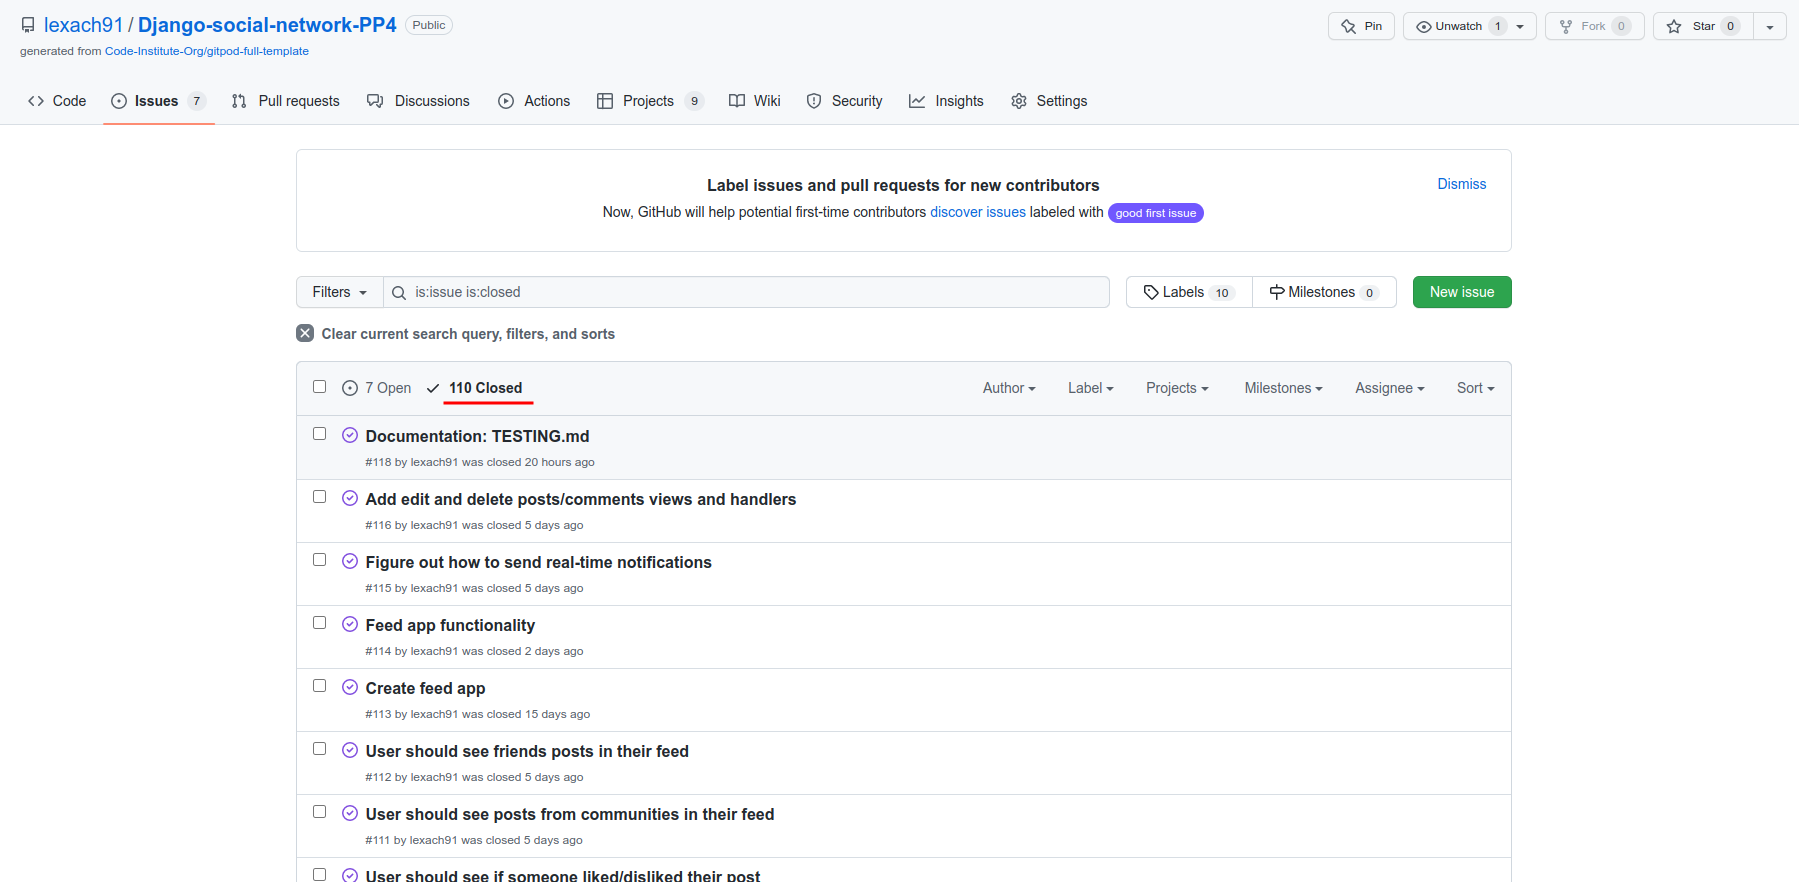 lexach91 / Django-social-network-PP4 Public
generated from Code-Institute-Org/gitpod-full-template
Pin Unwatch 1 Fork 0 Star 0
Code Issues 7 Pull requests Discussions Actions Projects 9 Wiki Security Insights Settings
Label issues and pull requests for new contributors
Dismiss
Now, GitHub will help potential first-time contributors discover issues labeled with good first issue
Filters is:issue is:closed Labels 10 Milestones 0 New issue
Clear current search query, filters, and sorts
7 Open 110 Closed Author Label Projects Milestones Assignee Sort
Documentation: TESTING.md
#118 by lexach91 was closed 20 hours ago
Add edit and delete posts/comments views and handlers
#116 by lexach91 was closed 5 days ago
Figure out how to send real-time notifications
#115 by lexach91 was closed 5 days ago
Feed app functionality
#114 by lexach91 was closed 2 days ago
Create feed app
#113 by lexach91 was closed 15 days ago
User should see friends posts in their feed
#112 by lexach91 was closed 5 days ago
User should see posts from communities in their feed
#111 by lexach91 was closed 5 days ago
User should see if someone liked/disliked their post